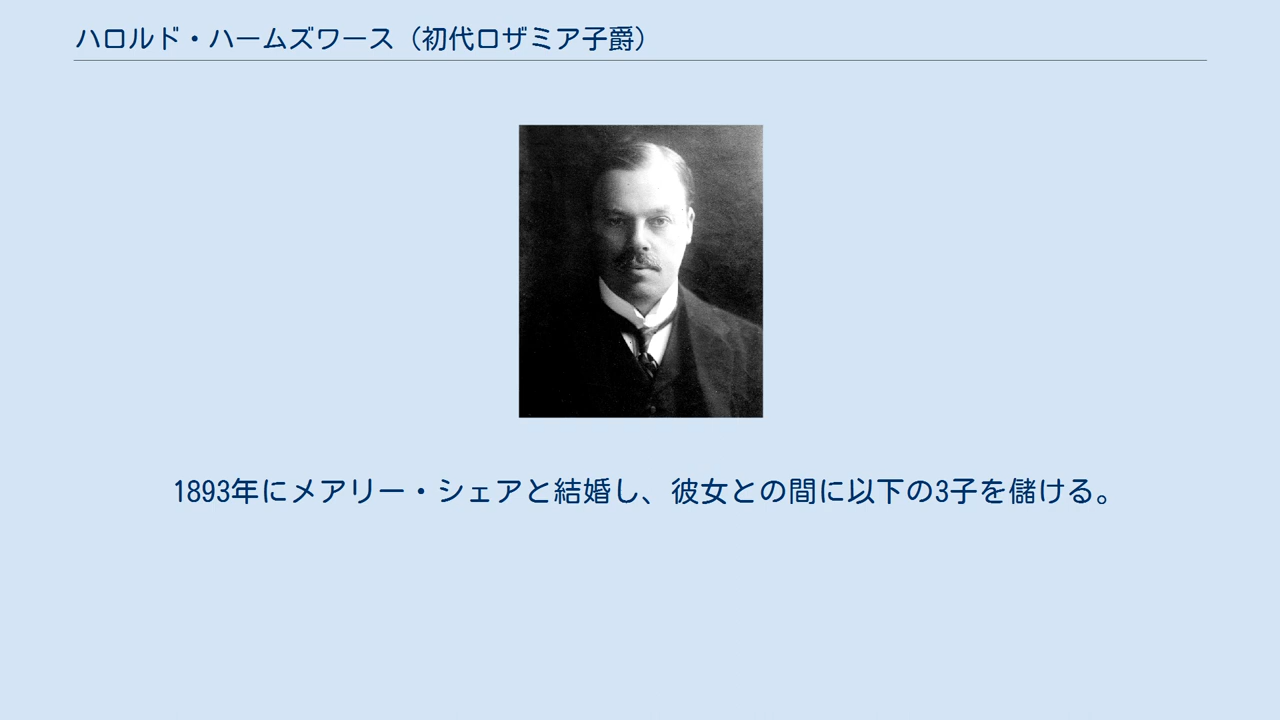 ハロルド・ハームズワース（初代ロザミア子爵）
1893年にメアリー・シェアと結婚し、彼女との間に以下の3子を儲ける。